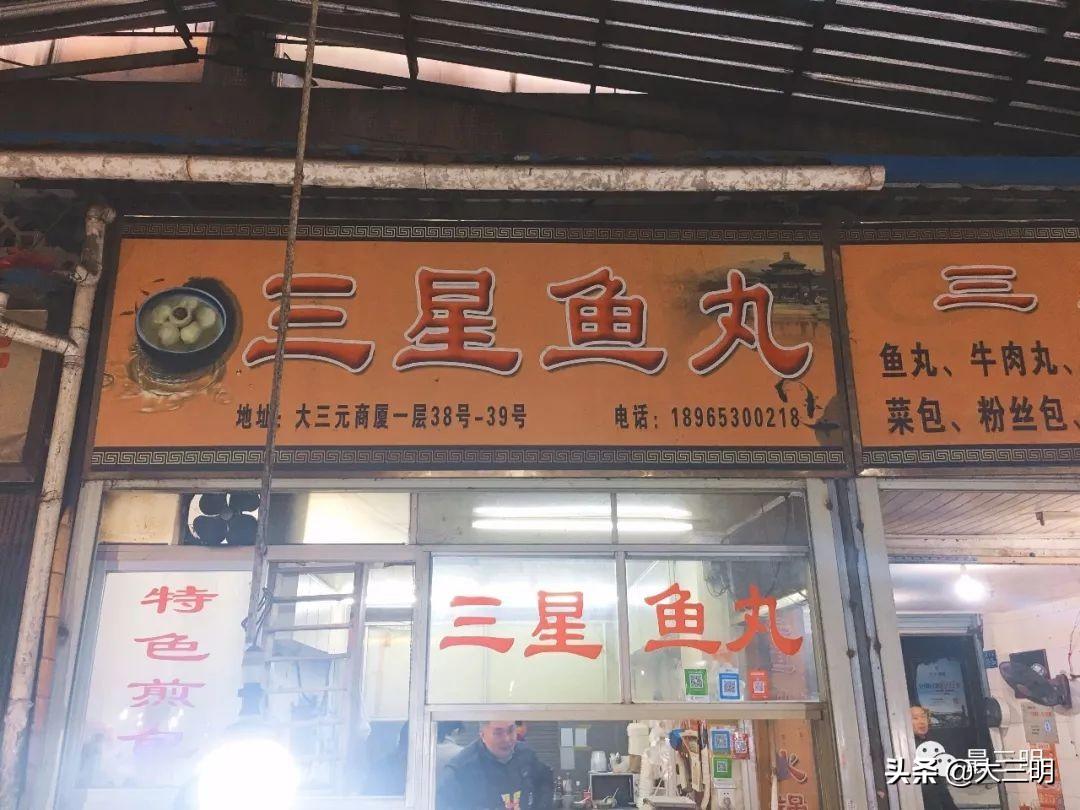 三星鱼丸
地址：大三元商厦一层38号-39号
电话：18965300218
三
鱼丸、牛肉丸、
菜包、粉丝包、
特色煎包
三星 鱼丸
头条 @大三明